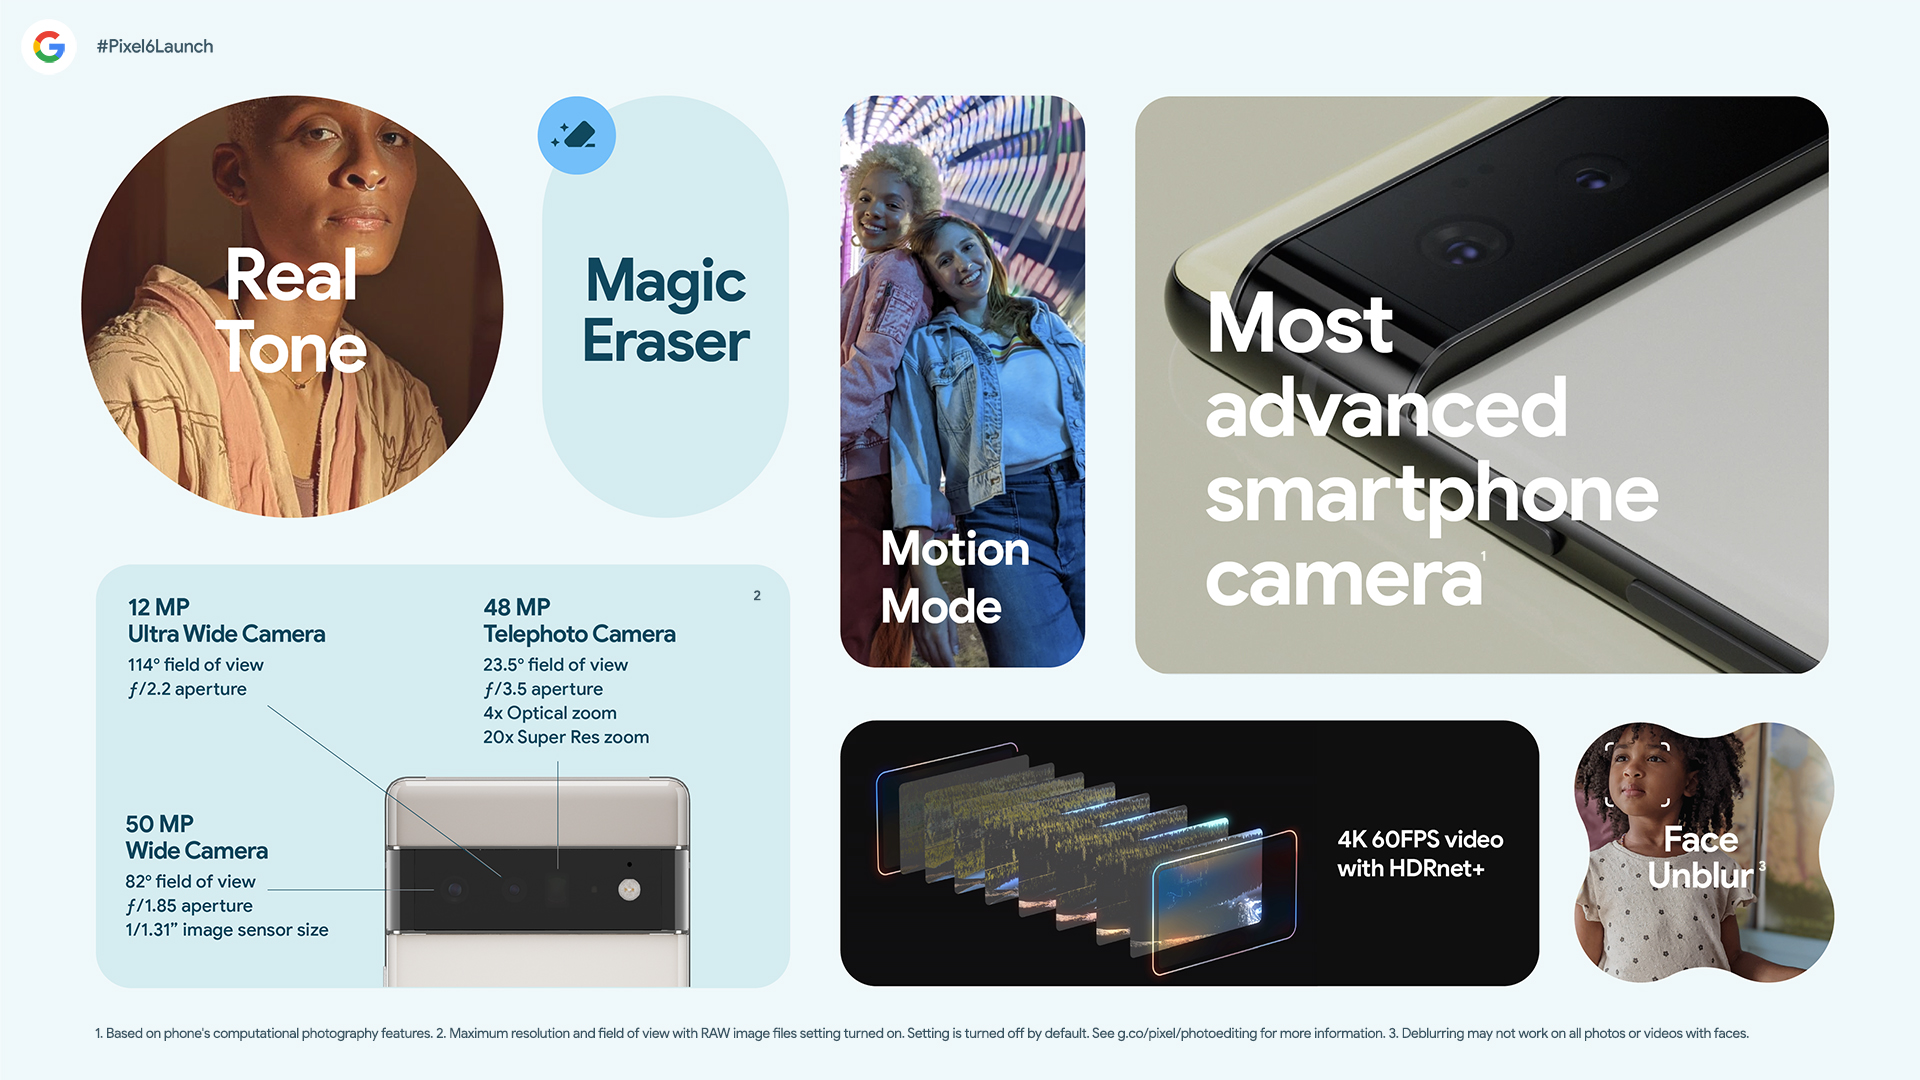 #Pixel6Launch
Real
Tone
Magic
Eraser
Motion
Mode
Most
advanced
smartphone
camera¹
2
12 MP
Ultra Wide Camera
114° field of view
ƒ/2.2 aperture
48 MP
Telephoto Camera
23.5° field of view
ƒ/3.5 aperture
4x Optical zoom
20x Super Res zoom
50 MP
Wide Camera
82° field of view
ƒ/1.85 aperture
1/1.31” image sensor size
4K 60FPS video
with HDRnet+
Face
Unblur³
1. Based on phone's computational photography features. 2. Maximum resolution and field of view with RAW image files setting turned on. Setting is turned off by default. See g.co/pixel/photoediting for more information. 3. Deblurring may not work on all photos or videos with faces.